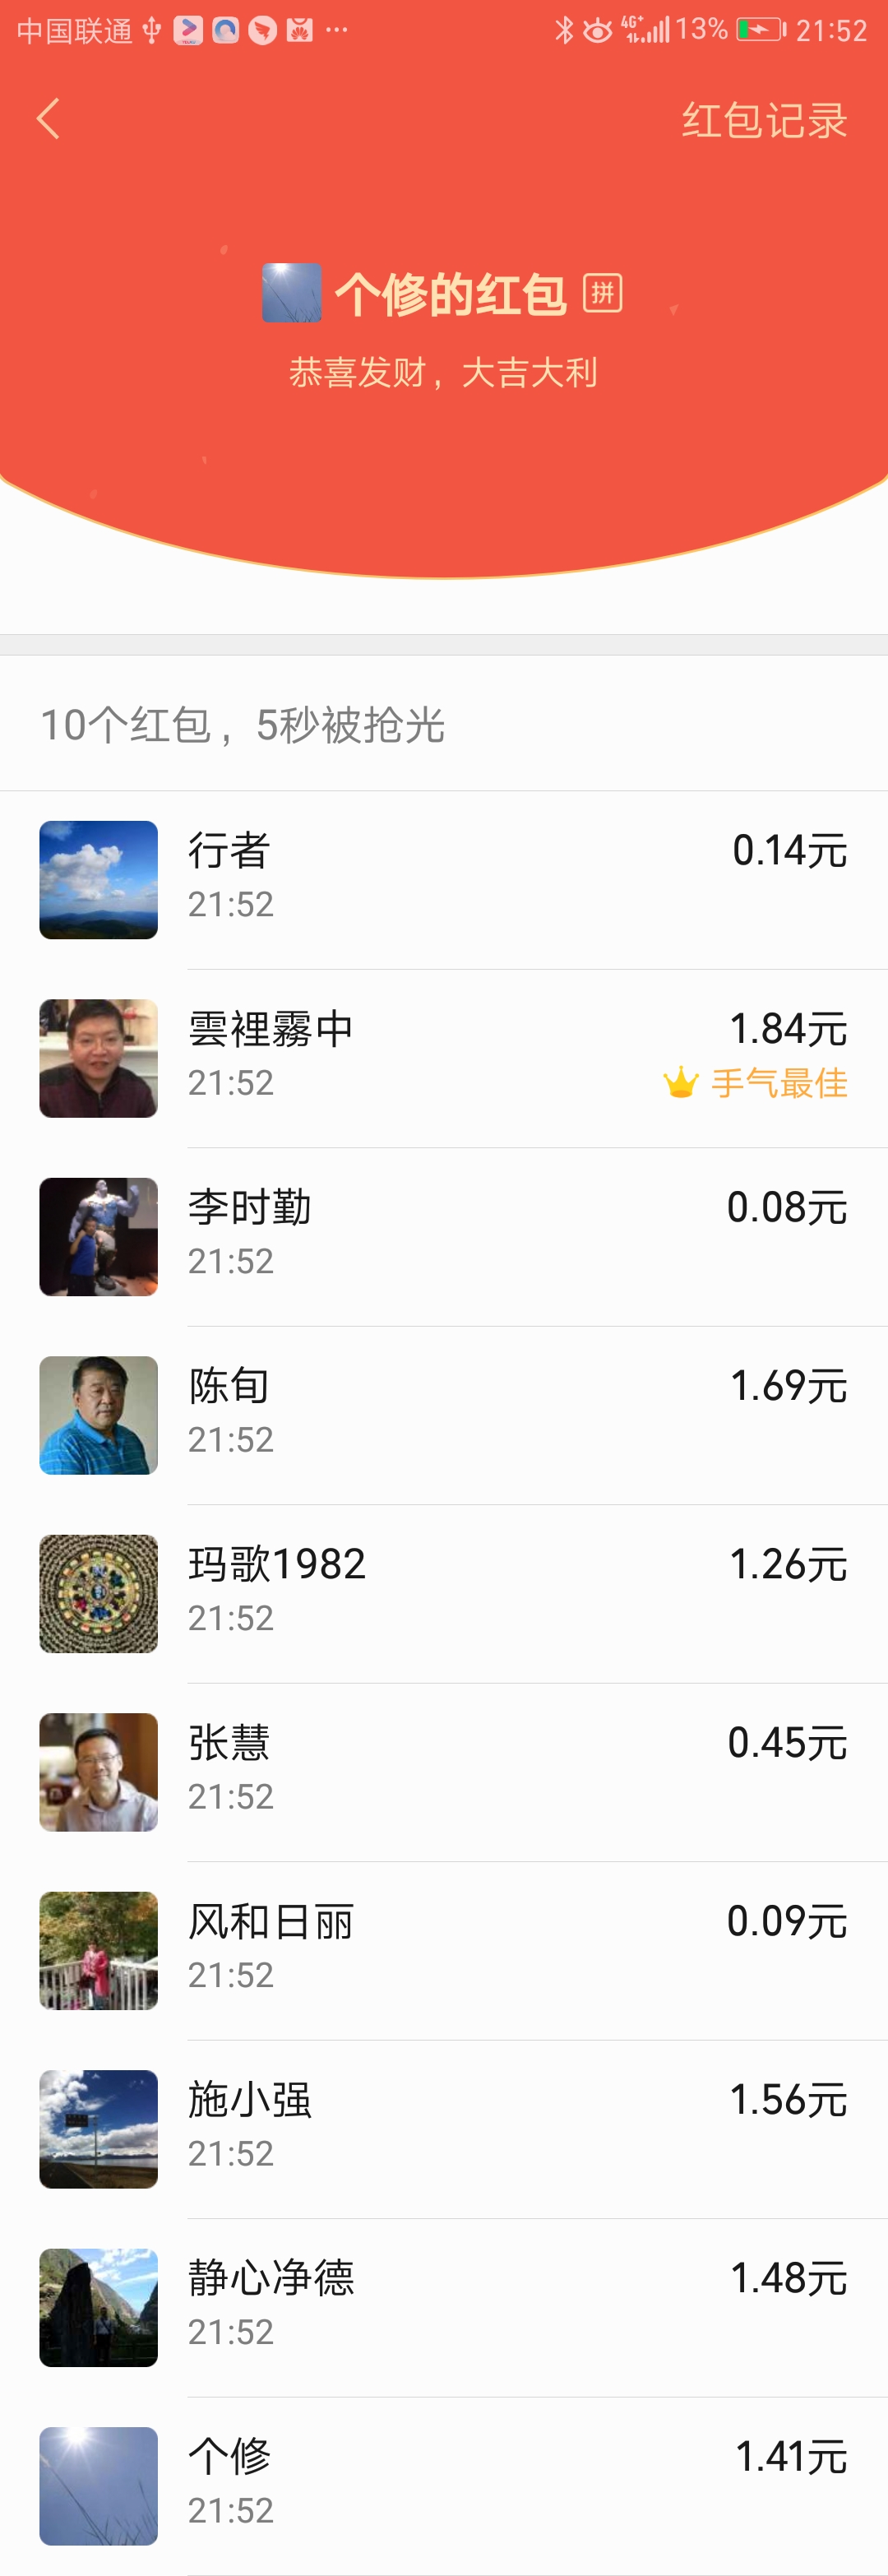 中国联通 ··· 4G+ 13% 21:52
红包记录
个修的红包 拼
恭喜发财，大吉大利
10个红包，5秒被抢光
行者 0.14元
21:52
雲裡霧中 1.84元
21:52 手气最佳
李时勤 0.08元
21:52
陈旬 1.69元
21:52
玛歌1982 1.26元
21:52
张慧 0.45元
21:52
风和日丽 0.09元
21:52
施小强 1.56元
21:52
静心净德 1.48元
21:52
个修 1.41元
21:52